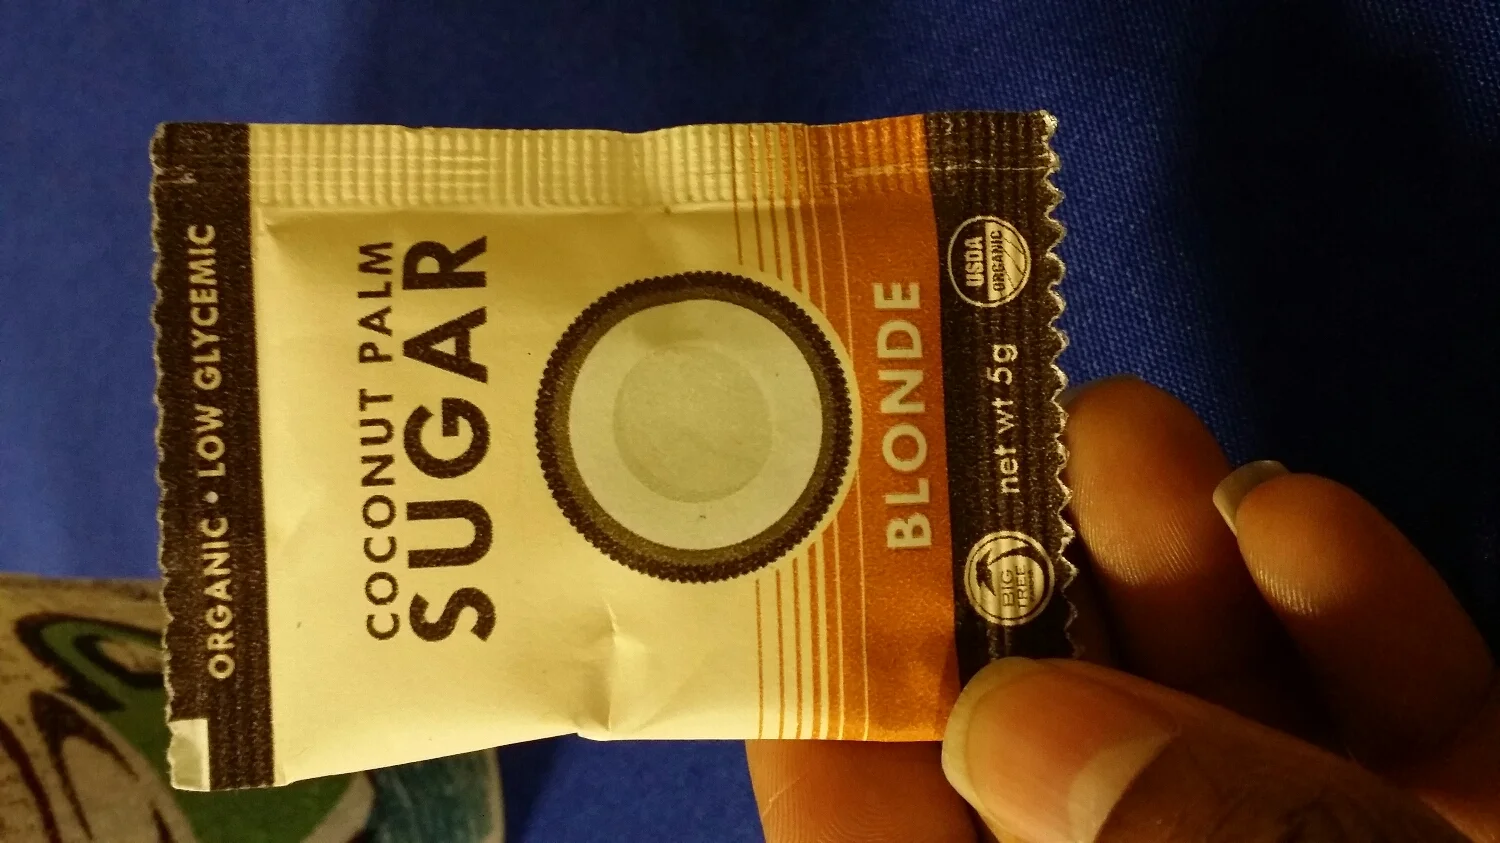 ORGANIC • LOW GLYCEMIC
COCONUT PALM
SUGAR
BLONDE
BIG
TREE
net wt 5g
USDA
ORGANIC